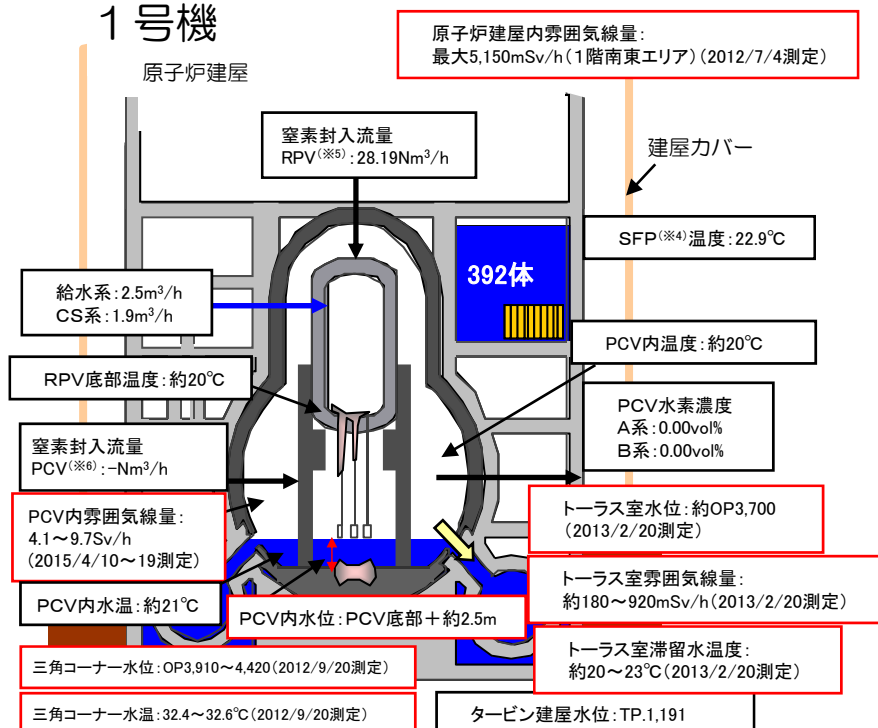 1号機
原子炉建屋内雰囲気線量:
最大5,150mSv/h(1階南東エリア)(2012/7/4測定)
原子炉建屋
窒素封入流量
RPV(※5):28.19Nm³/h
建屋カバー
SFP(※4)温度:22.9℃
392体
給水系:2.5m³/h
CS系:1.9m³/h
PCV内温度:約20℃
RPV底部温度:約20℃
PCV水素濃度
A系:0.00vol%
B系:0.00vol%
窒素封入流量
PCV(※6):-Nm³/h
PCV内雰囲気線量:
4.1~9.7Sv/h
(2015/4/10~19測定)
トーラス室水位:約OP3,700
(2013/2/20測定)
トーラス室雰囲気線量:
約180~920mSv/h(2013/2/20測定)
PCV内水温:約21℃
PCV内水位:PCV底部+約2.5m
トーラス室滞留水温度:
約20~23℃(2013/2/20測定)
三角コーナー水位:OP3,910~4,420(2012/9/20測定)
三角コーナー水温:32.4~32.6℃(2012/9/20測定)
タービン建屋水位:TP.1,191